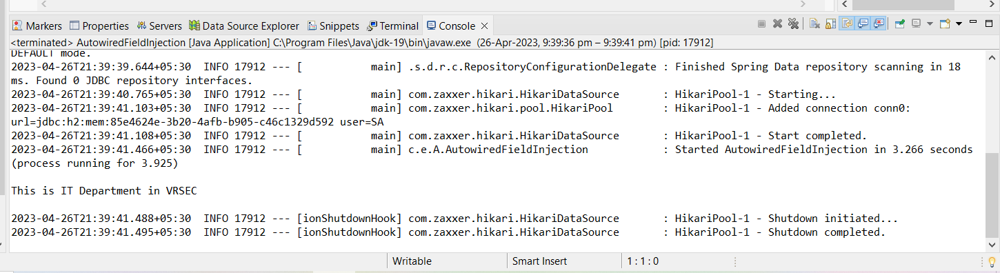 Markers Properties Servers Data Source Explorer Snippets Terminal Console
<terminated> AutowiredFieldInjection [Java Application] C:\Program Files\Java\jdk-19\bin\javaw.exe (26-Apr-2023, 9:39:36 pm – 9:39:41 pm) [pid: 17912]
DEFAULT mode.
2023-04-26T21:39:39.644+05:30  INFO 17912 --- [           main] .s.d.r.c.RepositoryConfigurationDelegate : Finished Spring Data repository scanning in 18
ms. Found 0 JDBC repository interfaces.
2023-04-26T21:39:40.765+05:30  INFO 17912 --- [           main] com.zaxxer.hikari.HikariDataSource       : HikariPool-1 - Starting...
2023-04-26T21:39:41.103+05:30  INFO 17912 --- [           main] com.zaxxer.hikari.pool.HikariPool        : HikariPool-1 - Added connection conn0:
url=jdbc:h2:mem:85e4624e-3b20-4afb-b905-c46c1329d592 user=SA
2023-04-26T21:39:41.108+05:30  INFO 17912 --- [           main] com.zaxxer.hikari.HikariDataSource       : HikariPool-1 - Start completed.
2023-04-26T21:39:41.466+05:30  INFO 17912 --- [           main] c.e.A.AutowiredFieldInjection            : Started AutowiredFieldInjection in 3.266 seconds
(process running for 3.925)
This is IT Department in VRSEC
2023-04-26T21:39:41.488+05:30  INFO 17912 --- [ionShutdownHook] com.zaxxer.hikari.HikariDataSource       : HikariPool-1 - Shutdown initiated...
2023-04-26T21:39:41.495+05:30  INFO 17912 --- [ionShutdownHook] com.zaxxer.hikari.HikariDataSource       : HikariPool-1 - Shutdown completed.
Writable Smart Insert 1 : 1 : 0